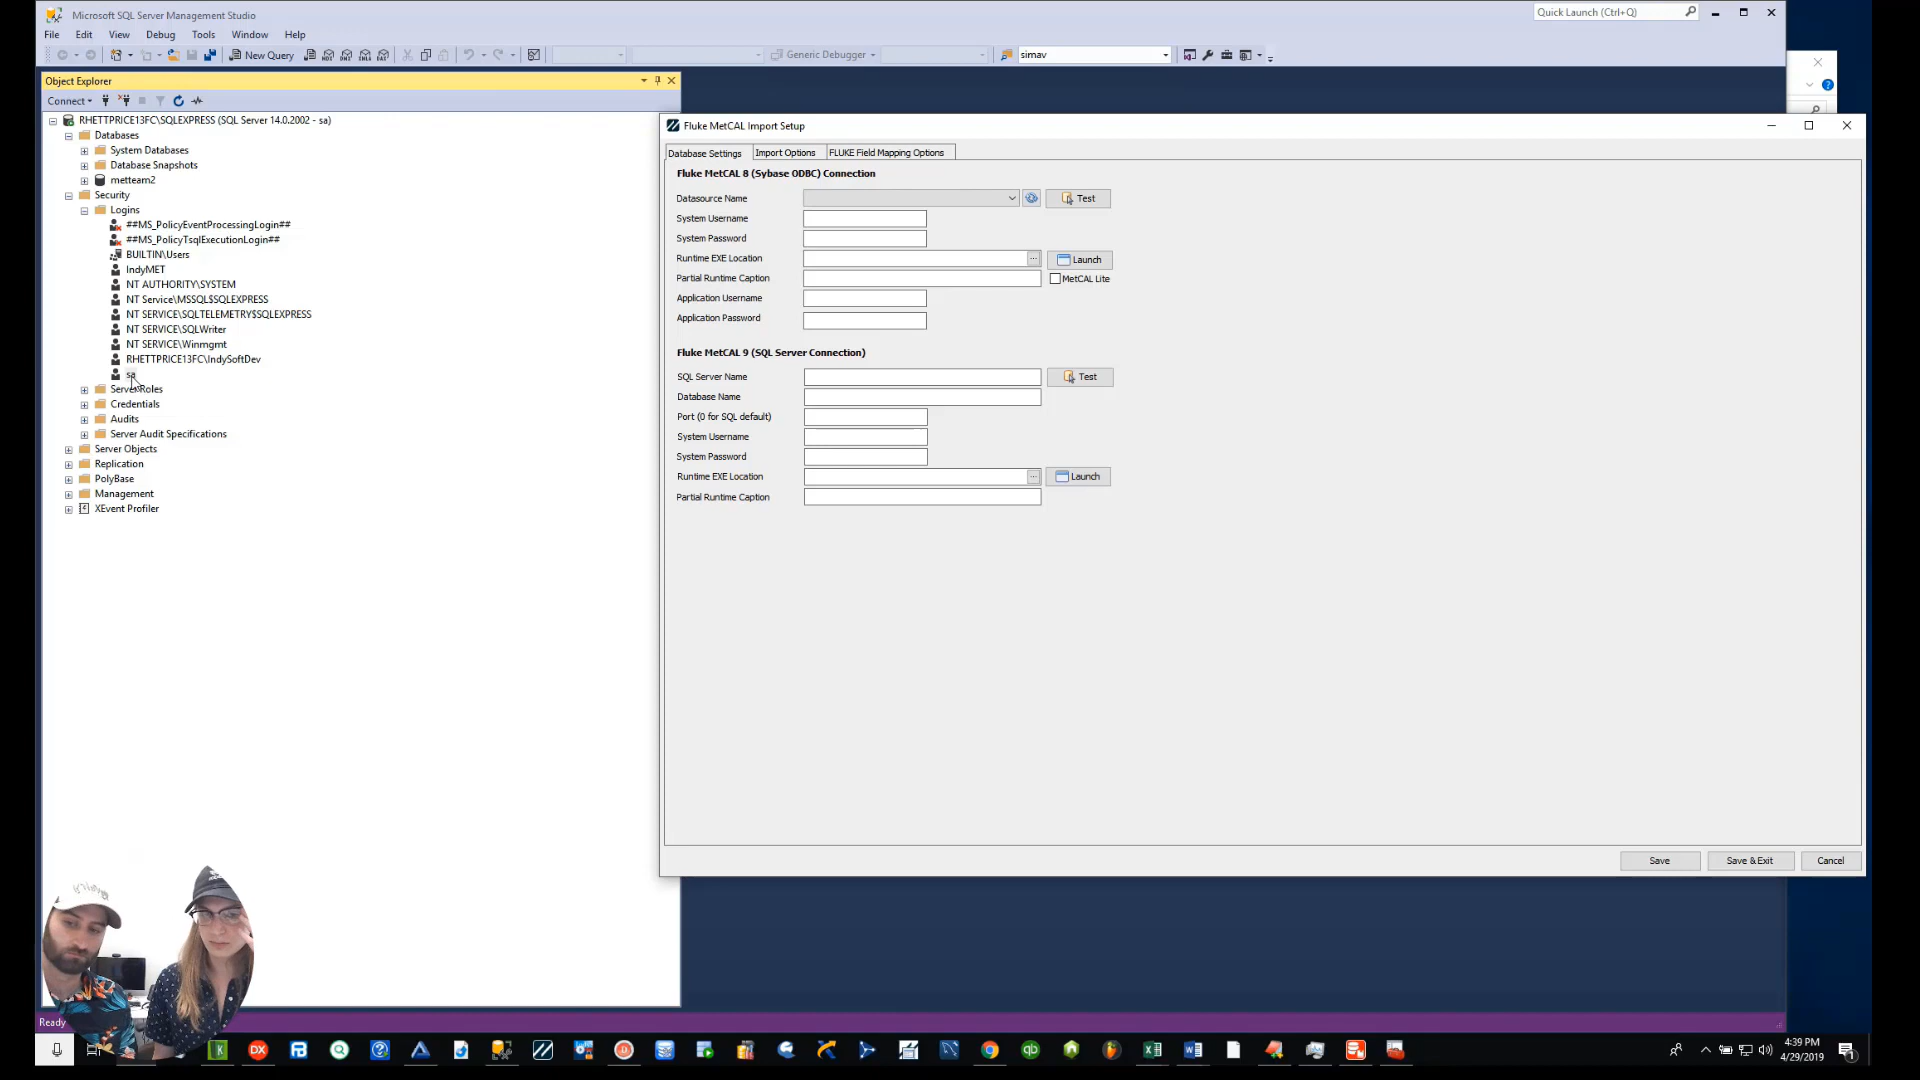 Microsoft SQL Server Management Studio
Quick Launch (Ctrl+Q)
File Edit View Debug Tools Window Help
New Query
Generic Debugger
simav
Object Explorer
Connect
RHETTPRICE13FC\SQLEXPRESS (SQL Server 14.0.2002 - sa)
Databases
System Databases
Database Snapshots
metteam2
Security
Logins
##MS_PolicyEventProcessingLogin##
##MS_PolicyTsqlExecutionLogin##
BUILTIN\Users
IndyMET
NT AUTHORITY\SYSTEM
NT Service\MSSQL$SQLEXPRESS
NT SERVICE\SQLTELEMETRY$SQLEXPRESS
NT SERVICE\SQLWriter
NT SERVICE\Winmgmt
RHETTPRICE13FC\IndySoftDev
sa
Server Roles
Credentials
Audits
Server Audit Specifications
Server Objects
Replication
PolyBase
Management
XEvent Profiler
Fluke MetCAL Import Setup
Database Settings Import Options FLUKE Field Mapping Options
Fluke MetCAL 8 (Sybase ODBC) Connection
Datasource Name Test
System Username
System Password
Runtime EXE Location ... Launch
Partial Runtime Caption MetCAL Lite
Application Username
Application Password
Fluke MetCAL 9 (SQL Server Connection)
SQL Server Name Test
Database Name
Port (0 for SQL default)
System Username
System Password
Runtime EXE Location ... Launch
Partial Runtime Caption
Save Save & Exit Cancel
Ready
4:39 PM
4/29/2019